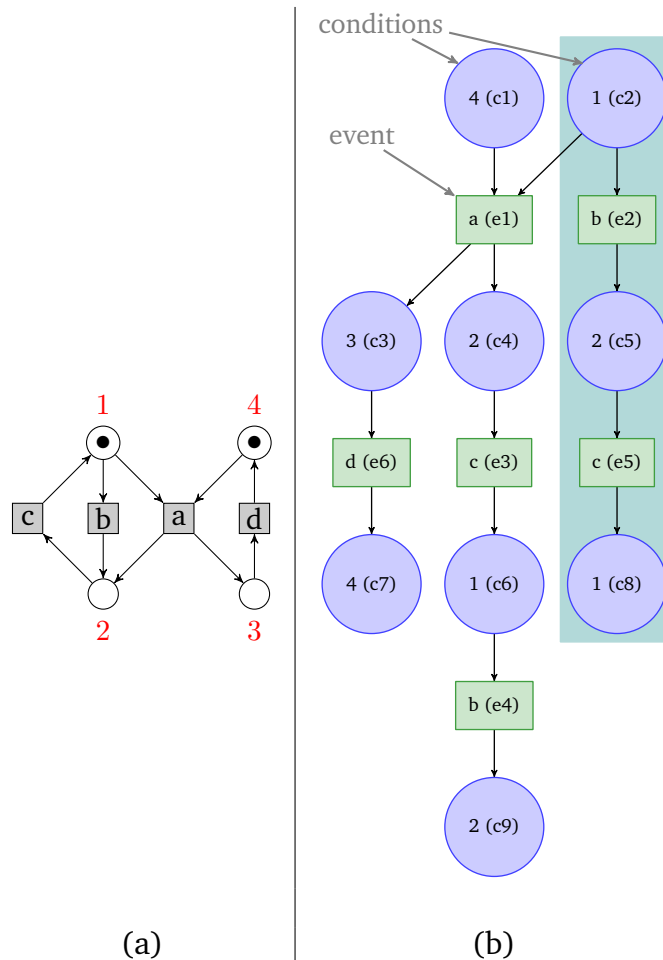 conditions
4 (c1)
1 (c2)
event
a (e1)
b (e2)
3 (c3)
2 (c4)
2 (c5)
1
4
d (e6)
c (e3)
c (e5)
c
b
a
d
4 (c7)
1 (c6)
1 (c8)
2
3
b (e4)
2 (c9)
(a)
(b)